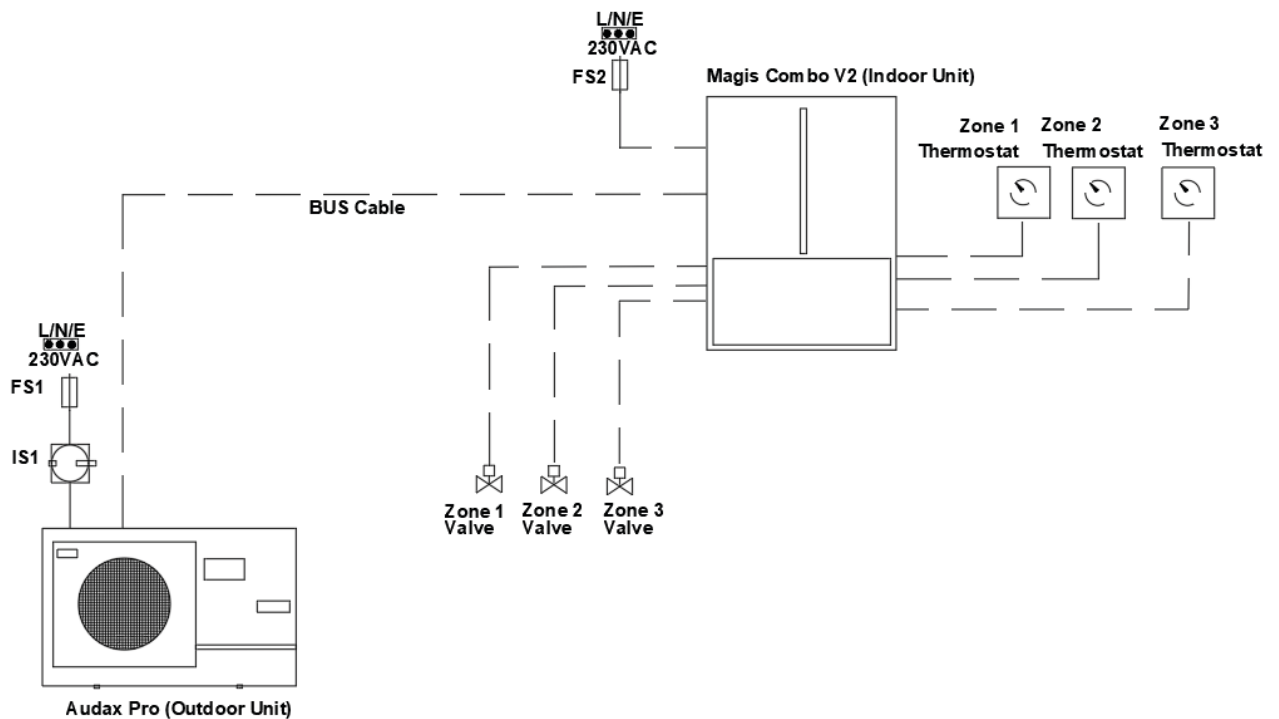 L/N/E
230VAC
FS2
Magis Combo V2 (Indoor Unit)
Zone 1
Thermostat
Zone 2
Thermostat
Zone 3
Thermostat
BUS Cable
L/N/E
230VAC
FS1
IS1
Zone 1
Valve
Zone 2
Valve
Zone 3
Valve
Audax Pro (Outdoor Unit)